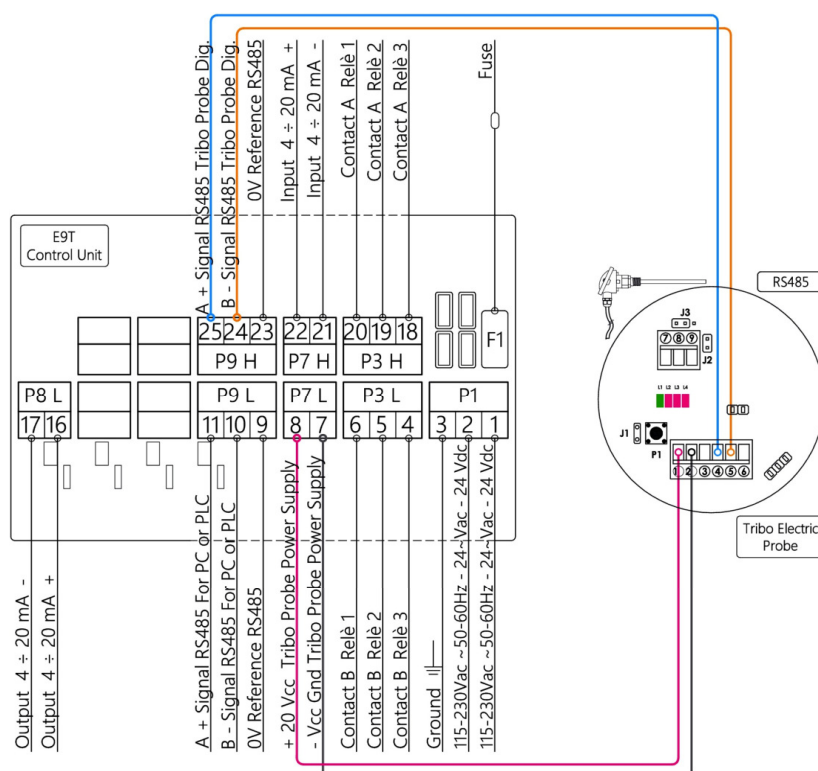 A + Signal RS485 Tribo Probe Dig.
B - Signal RS485 Tribo Probe Dig.
0V Reference RS485
Input 4 ÷ 20 mA +
Input 4 ÷ 20 mA -
Contact A Relè 1
Contact A Relè 2
Contact A Relè 3
Fuse
E9T
Control Unit
25 24 23
P9 H
22 21
P7 H
20 19 18
P3 H
F1
P8 L
17 16
P9 L
11 10 9
P7 L
8 7
P3 L
6 5 4
P1
3 2 1
Output 4 ÷ 20 mA -
Output 4 ÷ 20 mA +
A + Signal RS485 For PC or PLC
B - Signal RS485 For PC or PLC
0V Reference RS485
+ 20 Vcc Tribo Probe Power Supply
- Vcc Gnd Tribo Probe Power Supply
Contact B Relè 1
Contact B Relè 2
Contact B Relè 3
Ground
115-230Vac ~50-60Hz - 24~Vac - 24 Vdc
115-230Vac ~50-60Hz - 24~Vac - 24 Vdc
RS485
J3
7 8 9
J2
L1 L2 L3 L4
J1
P1
1 2 3 4 5 6
Tribo Electric
Probe